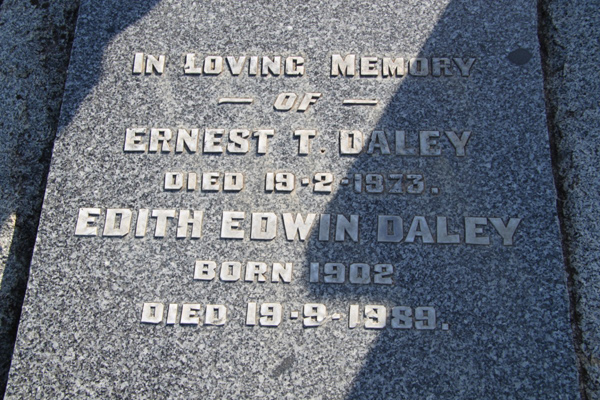 IN LOVING MEMORY
— OF —
ERNEST T. DALEY
DIED 19-2-1973.
EDITH EDWIN DALEY
BORN 1902
DIED 19-9-1989.